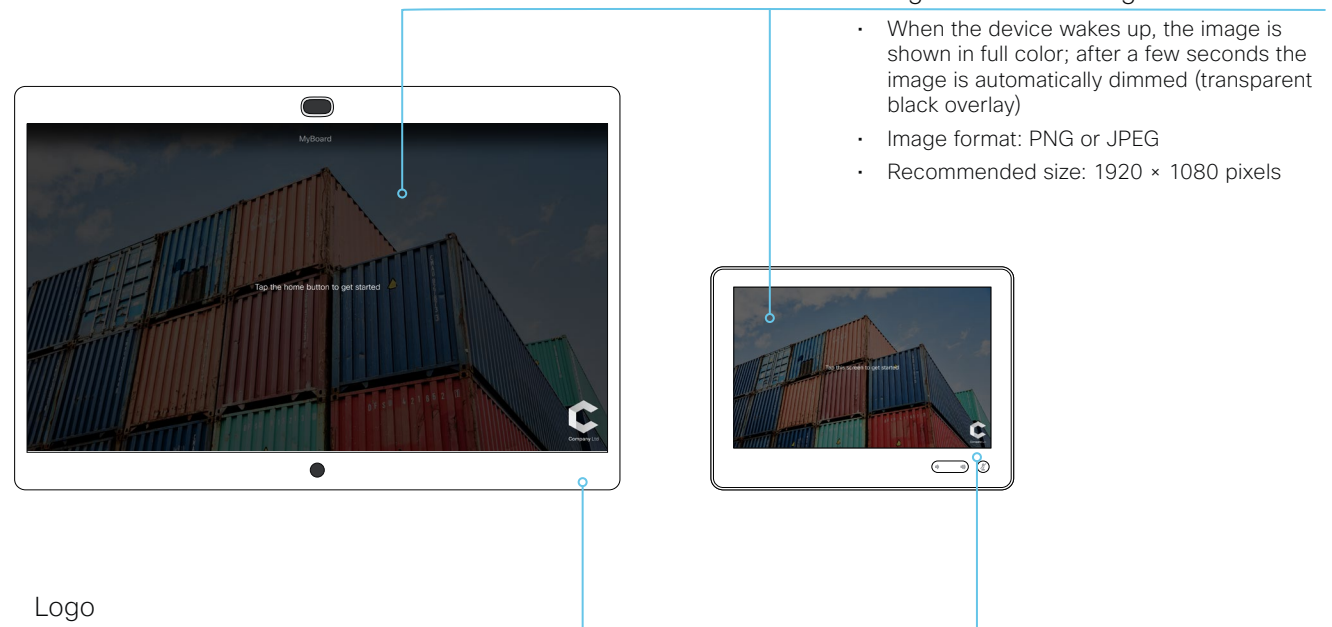 When the device wakes up, the image is
shown in full color; after a few seconds the
image is automatically dimmed (transparent
black overlay)
Image format: PNG or JPEG
Recommended size: 1920 × 1080 pixels
MyBoard
Tap the home button to get started
Company Ltd
Tap this screen to get started
Logo